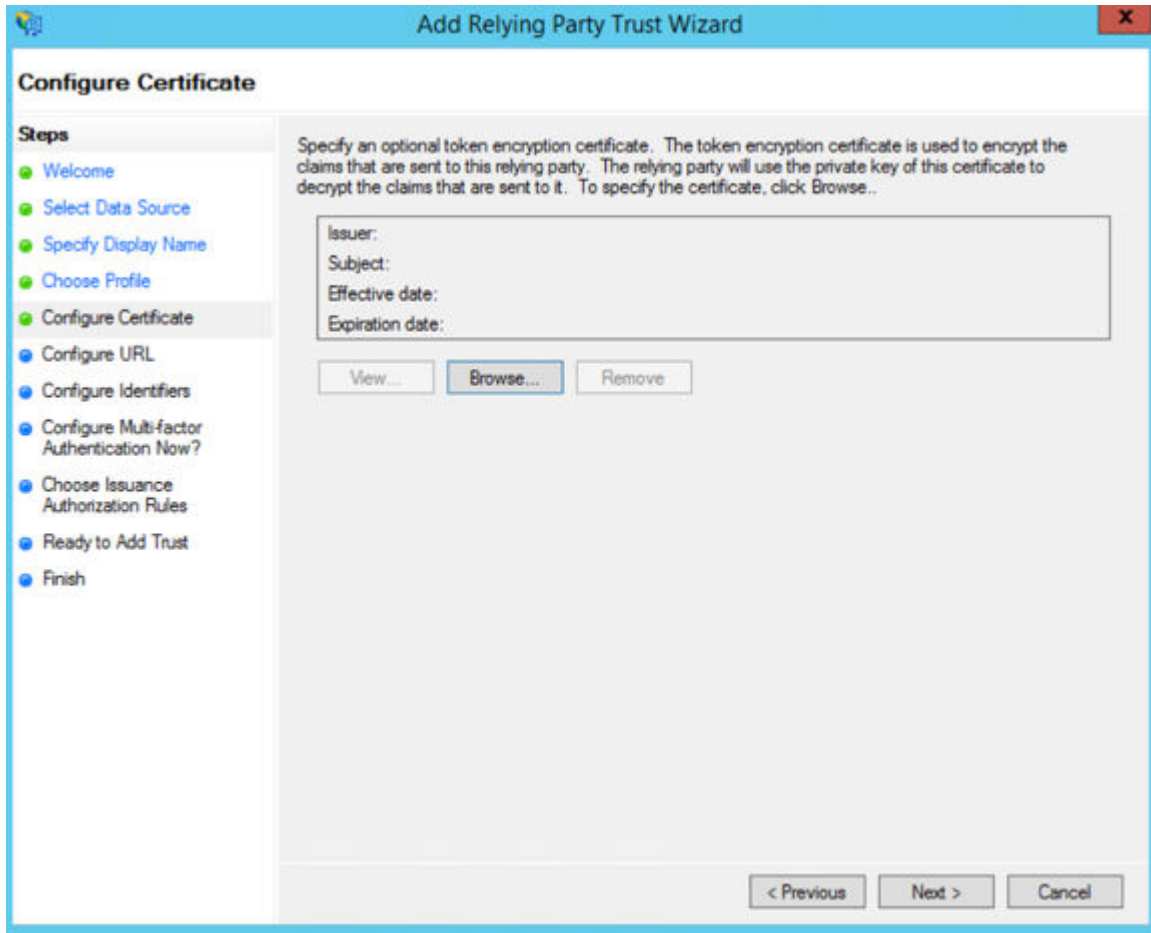 Add Relying Party Trust Wizard
x
Configure Certificate
Steps
Welcome
Select Data Source
Specify Display Name
Choose Profile
Configure Certificate
Configure URL
Configure Identifiers
Configure Multi-factor
Authentication Now?
Choose Issuance
Authorization Rules
Ready to Add Trust
Finish
Specify an optional token encryption certificate.  The token encryption certificate is used to encrypt the
claims that are sent to this relying party.  The relying party will use the private key of this certificate to
decrypt the claims that are sent to it.  To specify the certificate, click Browse..
Issuer:
Subject:
Effective date:
Expiration date:
View...
Browse...
Remove
< Previous
Next >
Cancel